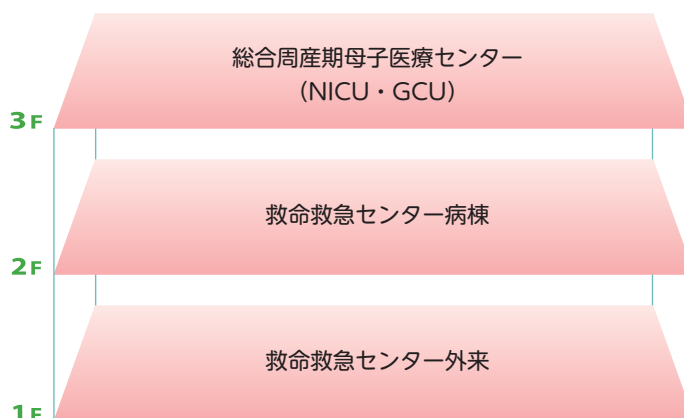 総合周産期母子医療センター
（NICU・GCU）
3F
救命救急センター病棟
2F
救命救急センター外来
1F